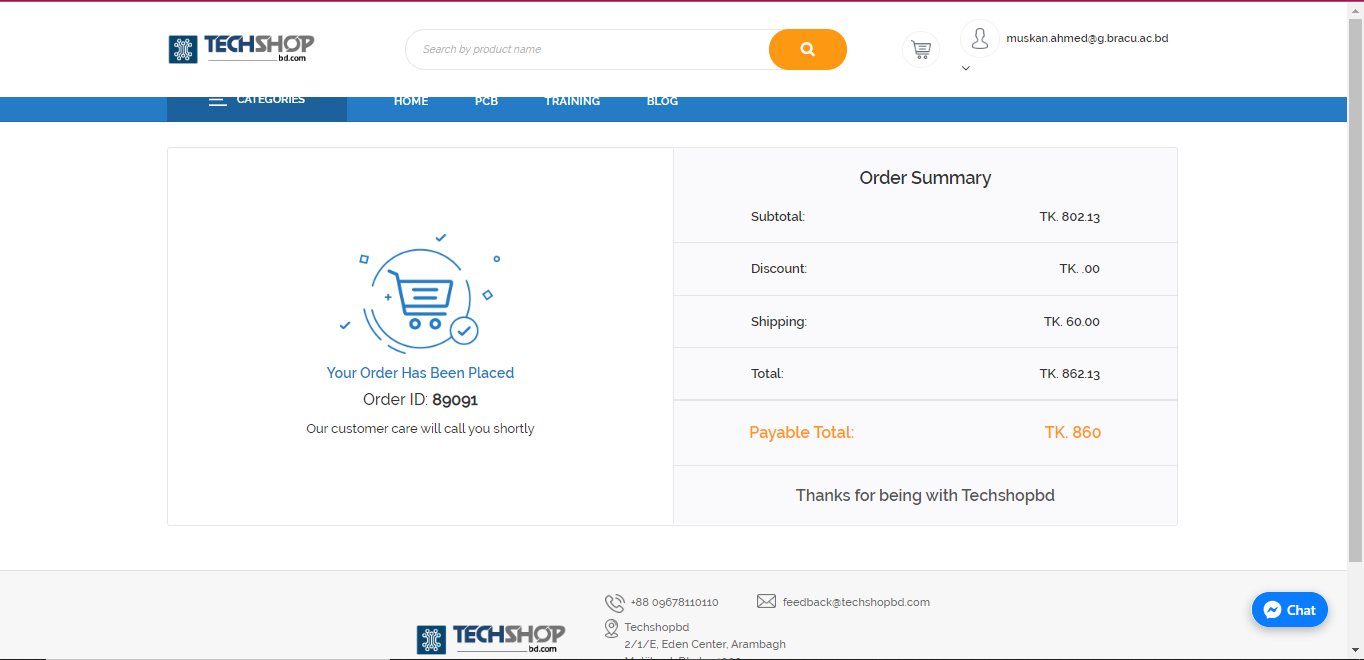 TECHSHOP
bd.com
Search by product name
muskan.ahmed@g.bracu.ac.bd
CATEGORIES
HOME
PCB
TRAINING
BLOG
Your Order Has Been Placed
Order ID: 89091
Our customer care will call you shortly
Order Summary
Subtotal: TK. 802.13
Discount: TK. .00
Shipping: TK. 60.00
Total: TK. 862.13
Payable Total: TK. 860
Thanks for being with Techshopbd
TECHSHOP
bd.com
+88 09678110110
feedback@techshopbd.com
Techshopbd
2/1/E, Eden Center, Arambagh
Chat